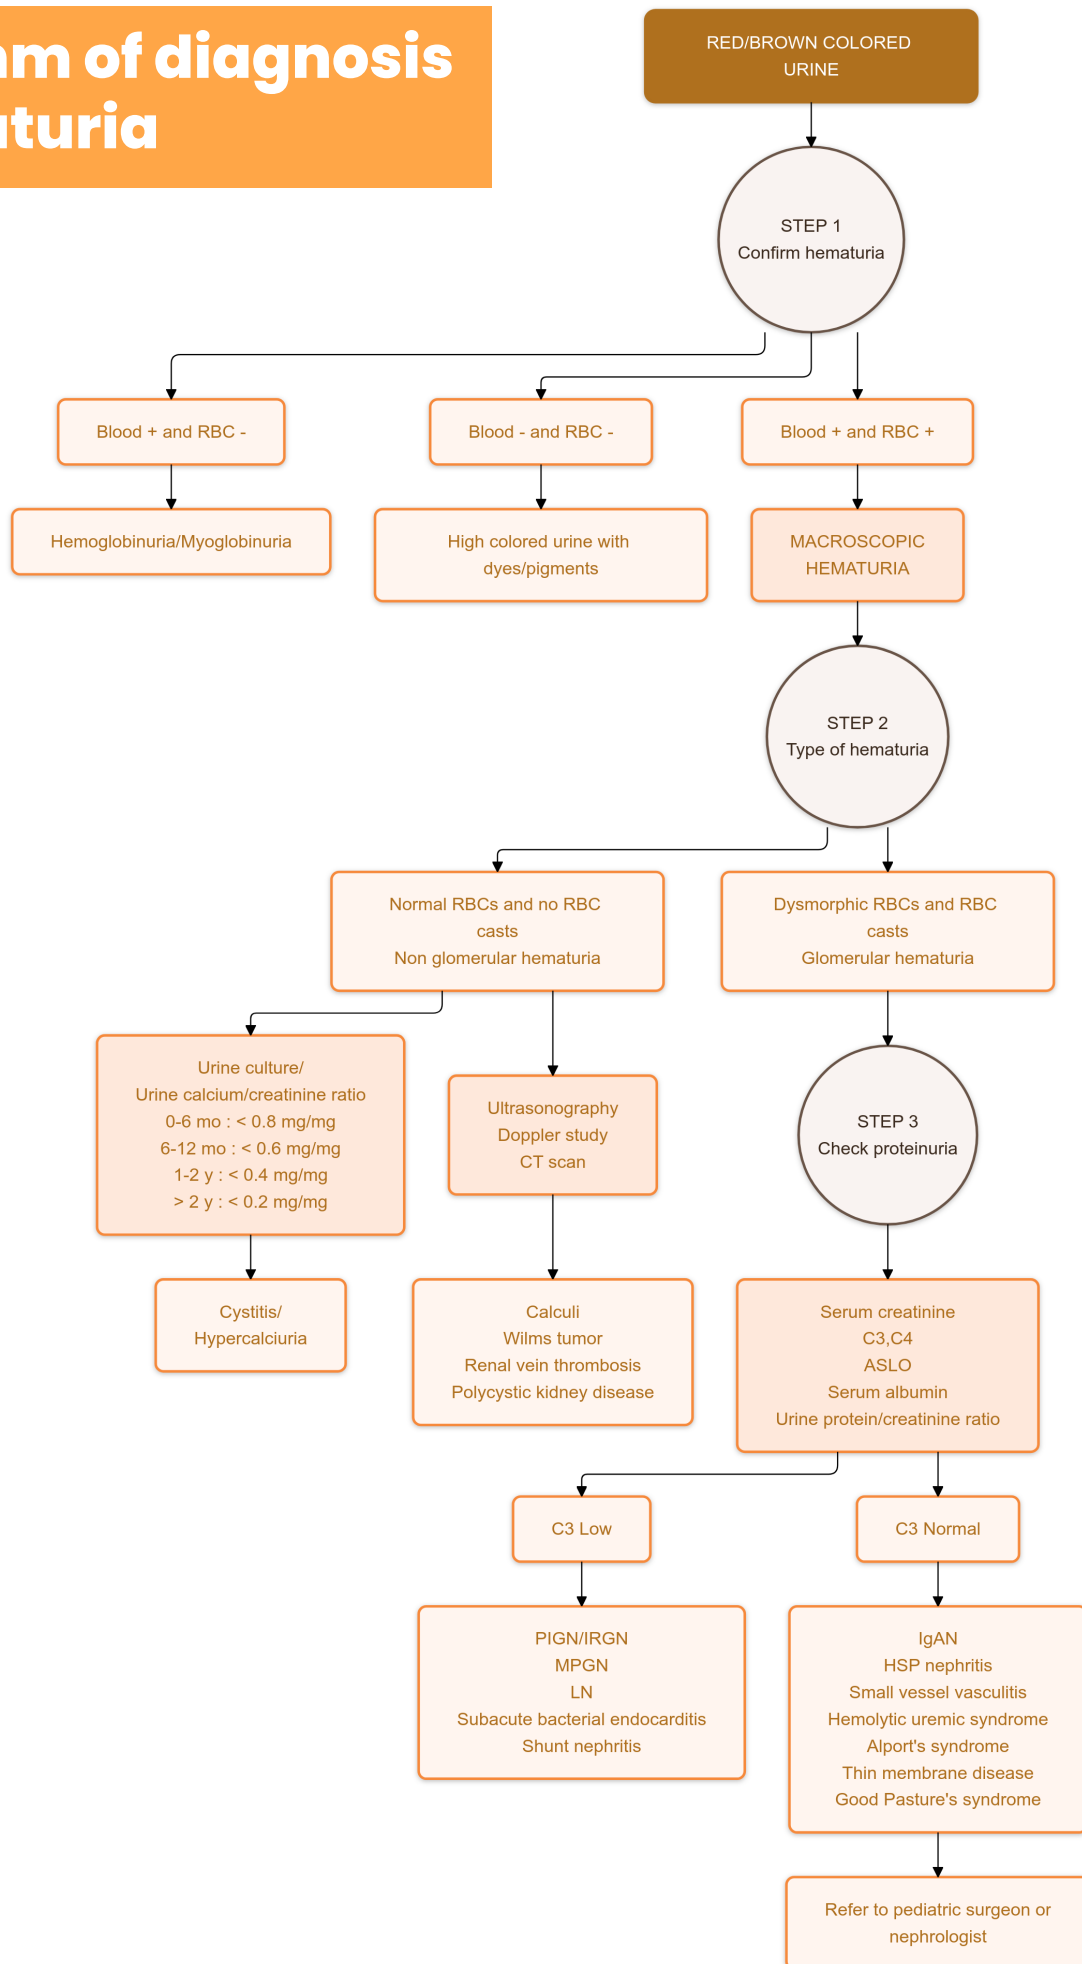 of diagnosis
RED/BROWN COLORED
URINE
STEP 1
Confirm hematuria
Blood + and RBC -
Blood - and RBC -
Blood + and RBC +
Hemoglobinuria/Myoglobinuria
High colored urine with
dyes/pigments
MACROSCOPIC
HEMATURIA
STEP 2
Type of hematuria
Normal RBCs and no RBC
casts
Non glomerular hematuria
Dysmorphic RBCs and RBC
casts
Glomerular hematuria
Urine culture/
Urine calcium/creatinine ratio
0-6 mo : < 0.8 mg/mg
6-12 mo : < 0.6 mg/mg
1-2 y : < 0.4 mg/mg
> 2 y : < 0.2 mg/mg
Ultrasonography
Doppler study
CT scan
STEP 3
Check proteinuria
Cystitis/
Hypercalciuria
Calculi
Wilms tumor
Renal vein thrombosis
Polycystic kidney disease
Serum creatinine
C3,C4
ASLO
Serum albumin
Urine protein/creatinine ratio
C3 Low
C3 Normal
PIGN/IRGN
MPGN
LN
Subacute bacterial endocarditis
Shunt nephritis
IgAN
HSP nephritis
Small vessel vasculitis
Hemolytic uremic syndrome
Alport's syndrome
Thin membrane disease
Good Pasture's syndrome
Refer to pediatric surgeon or
nephrologist